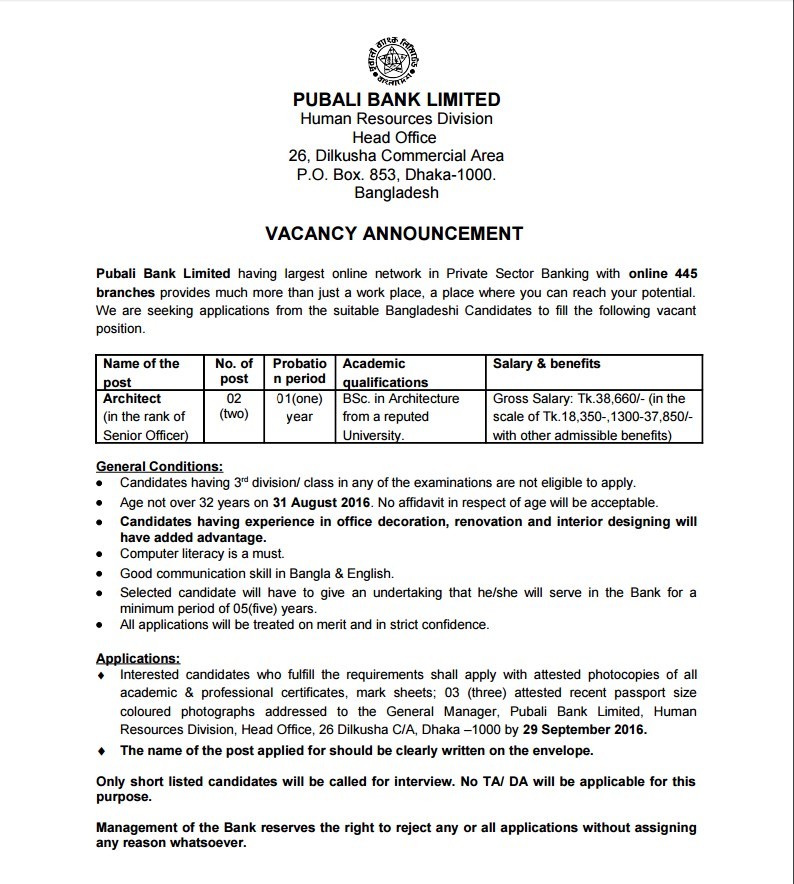 পূবালী ব্যাংক লিমিটেড
বাংলাদেশ
PUBALI BANK LIMITED
Human Resources Division
Head Office
26, Dilkusha Commercial Area
P.O. Box. 853, Dhaka-1000.
Bangladesh
VACANCY ANNOUNCEMENT
Pubali Bank Limited having largest online network in Private Sector Banking with online 445
branches provides much more than just a work place, a place where you can reach your potential.
We are seeking applications from the suitable Bangladeshi Candidates to fill the following vacant
position.
Name of the post
No. of post
Probatio n period
Academic qualifications
Salary & benefits
Architect
(in the rank of
Senior Officer)
02
(two)
01(one)
year
BSc. in Architecture
from a reputed
University.
Gross Salary: Tk.38,660/- (in the
scale of Tk.18,350-,1300-37,850/-
with other admissible benefits)
General Conditions:
• Candidates having 3rd division/ class in any of the examinations are not eligible to apply.
• Age not over 32 years on 31 August 2016. No affidavit in respect of age will be acceptable.
• Candidates having experience in office decoration, renovation and interior designing will
have added advantage.
• Computer literacy is a must.
• Good communication skill in Bangla & English.
• Selected candidate will have to give an undertaking that he/she will serve in the Bank for a
minimum period of 05(five) years.
• All applications will be treated on merit and in strict confidence.
Applications:
♦ Interested candidates who fulfill the requirements shall apply with attested photocopies of all
academic & professional certificates, mark sheets; 03 (three) attested recent passport size
coloured photographs addressed to the General Manager, Pubali Bank Limited, Human
Resources Division, Head Office, 26 Dilkusha C/A, Dhaka –1000 by 29 September 2016.
♦ The name of the post applied for should be clearly written on the envelope.
Only short listed candidates will be called for interview. No TA/ DA will be applicable for this
purpose.
Management of the Bank reserves the right to reject any or all applications without assigning
any reason whatsoever.